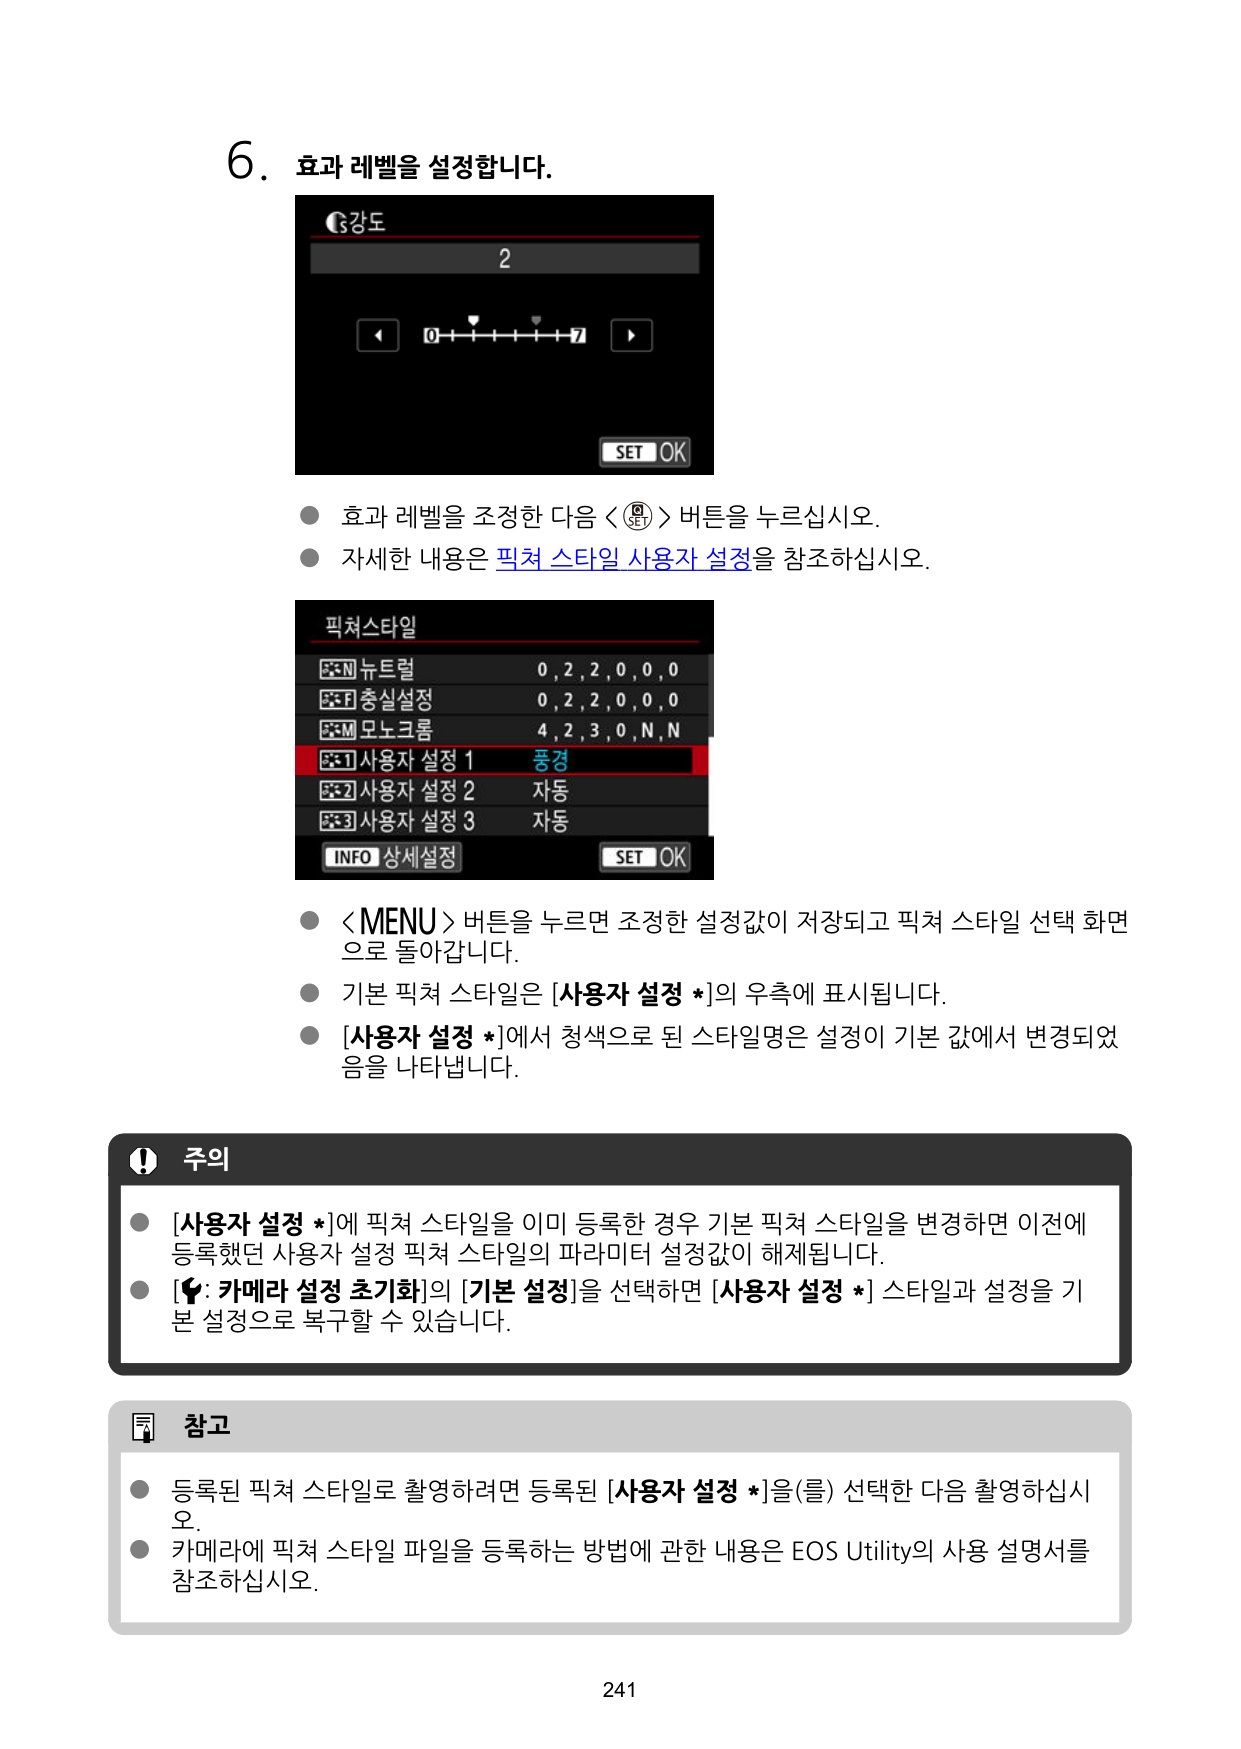 6. 효과 레벨을 설정합니다.
S강도
2
0 7
SET OK
● 효과 레벨을 조정한 다음 < Q SET > 버튼을 누르십시오.
● 자세한 내용은 픽쳐 스타일 사용자 설정을 참조하십시오.
픽쳐스타일
N 뉴트럴 0,2,2,0,0,0
F 충실설정 0,2,2,0,0,0
M 모노크롬 4,2,3,0,N,N
1 사용자 설정 1 풍경
2 사용자 설정 2 자동
3 사용자 설정 3 자동
INFO 상세설정 SET OK
● <MENU> 버튼을 누르면 조정한 설정값이 저장되고 픽쳐 스타일 선택 화면
으로 돌아갑니다.
● 기본 픽쳐 스타일은 [사용자 설정 *]의 우측에 표시됩니다.
● [사용자 설정 *]에서 청색으로 된 스타일명은 설정이 기본 값에서 변경되었
음을 나타냅니다.
주의
● [사용자 설정 *]에 픽쳐 스타일을 이미 등록한 경우 기본 픽쳐 스타일을 변경하면 이전에
등록했던 사용자 설정 픽쳐 스타일의 파라미터 설정값이 해제됩니다.
● [: 카메라 설정 초기화]의 [기본 설정]을 선택하면 [사용자 설정 *] 스타일과 설정을 기
본 설정으로 복구할 수 있습니다.
참고
● 등록된 픽쳐 스타일로 촬영하려면 등록된 [사용자 설정 *]을(를) 선택한 다음 촬영하십시
오.
● 카메라에 픽쳐 스타일 파일을 등록하는 방법에 관한 내용은 EOS Utility의 사용 설명서를
참조하십시오.
241